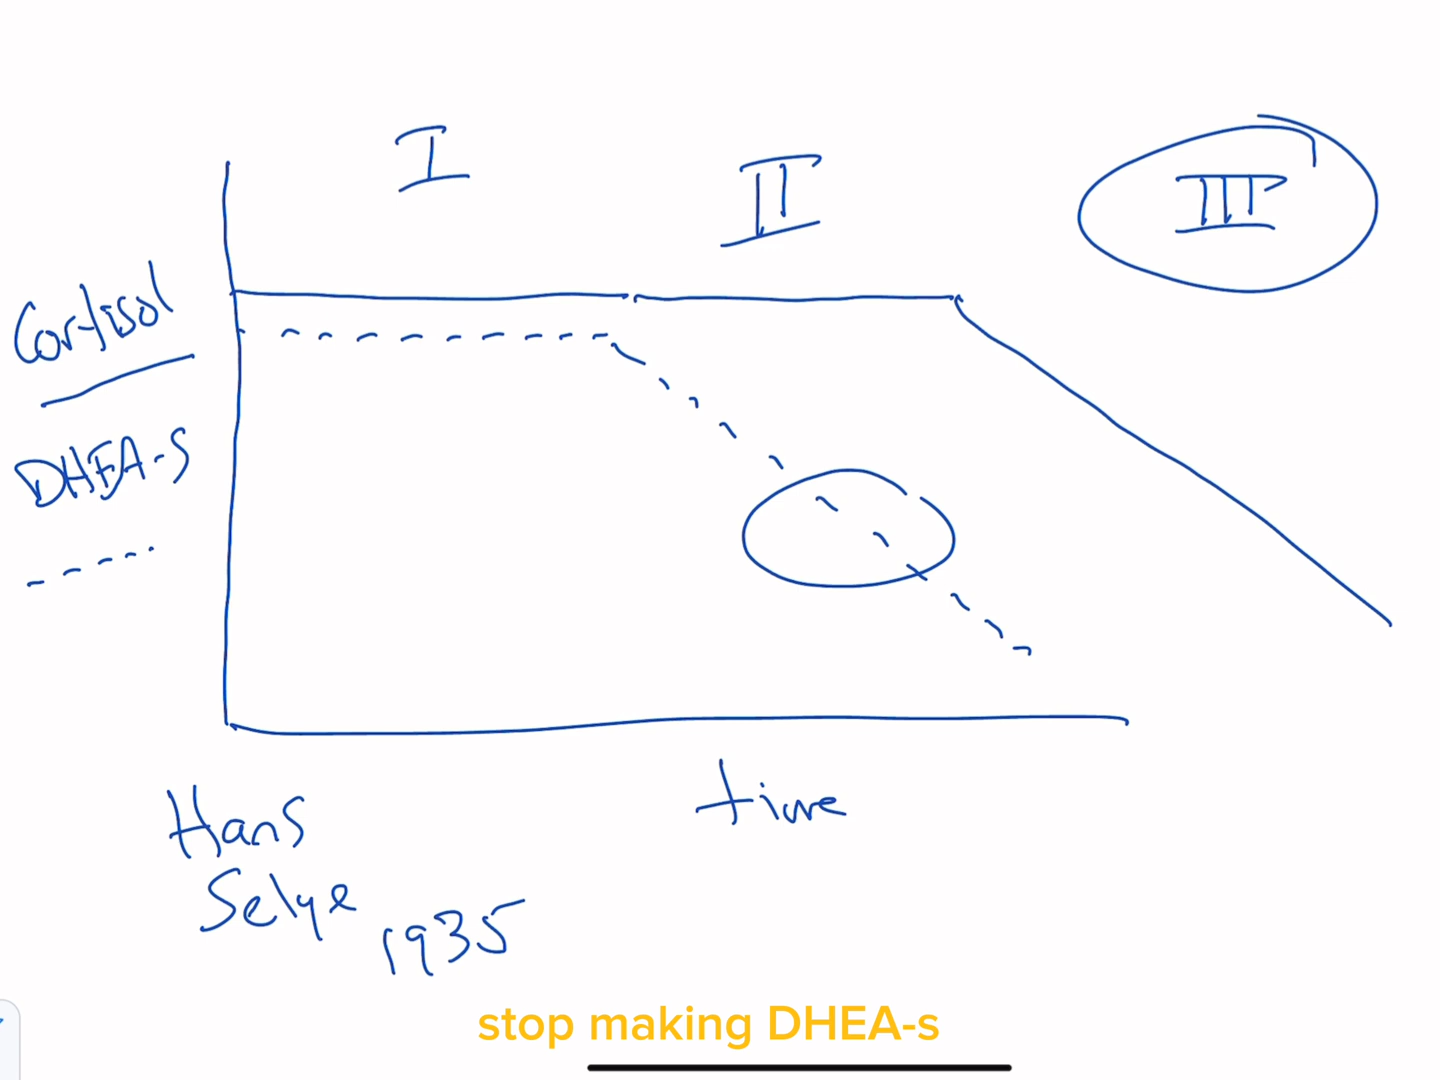 I
II
III
Cortisol
DHEA-S
time
Hans
Selye
1935
stop making DHEA-s